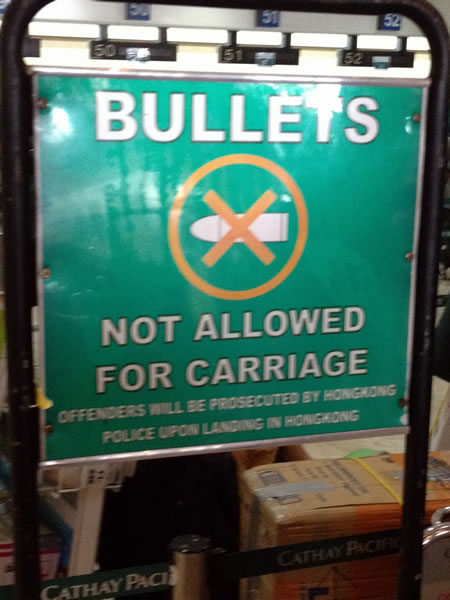 50 51 52
50 51 52
BULLETS
NOT ALLOWED
FOR CARRIAGE
OFFENDERS WILL BE PROSECUTED BY HONGKONG
POLICE UPON LANDING IN HONGKONG
CATHAY PACIFIC
CATHAY PACI